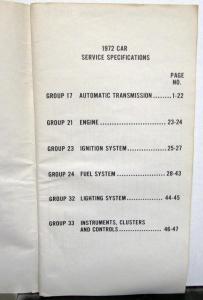 1972 CAR
SERVICE SPECIFICATIONS
PAGE
NO.
GROUP 17 AUTOMATIC TRANSMISSION.........1-22
GROUP 21 ENGINE..............................23-24
GROUP 23 IGNITION SYSTEM....................25-27
GROUP 24 FUEL SYSTEM........................28-43
GROUP 32 LIGHTING SYSTEM....................44-45
GROUP 33 INSTRUMENTS, CLUSTERS
AND CONTROLS........................46-47